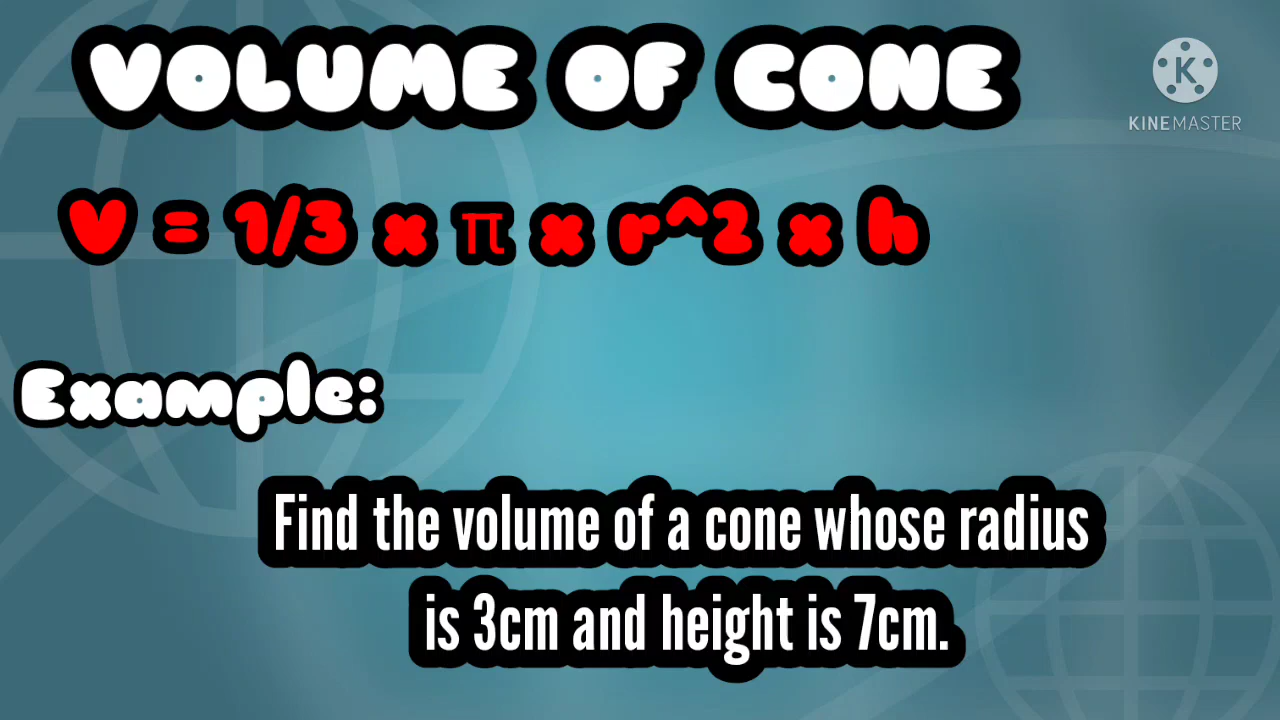 VOLUME OF CONE
KINEMASTER
V = 1/3 x π x r^2 x h
Example:
Find the volume of a cone whose radius
is 3cm and height is 7cm.